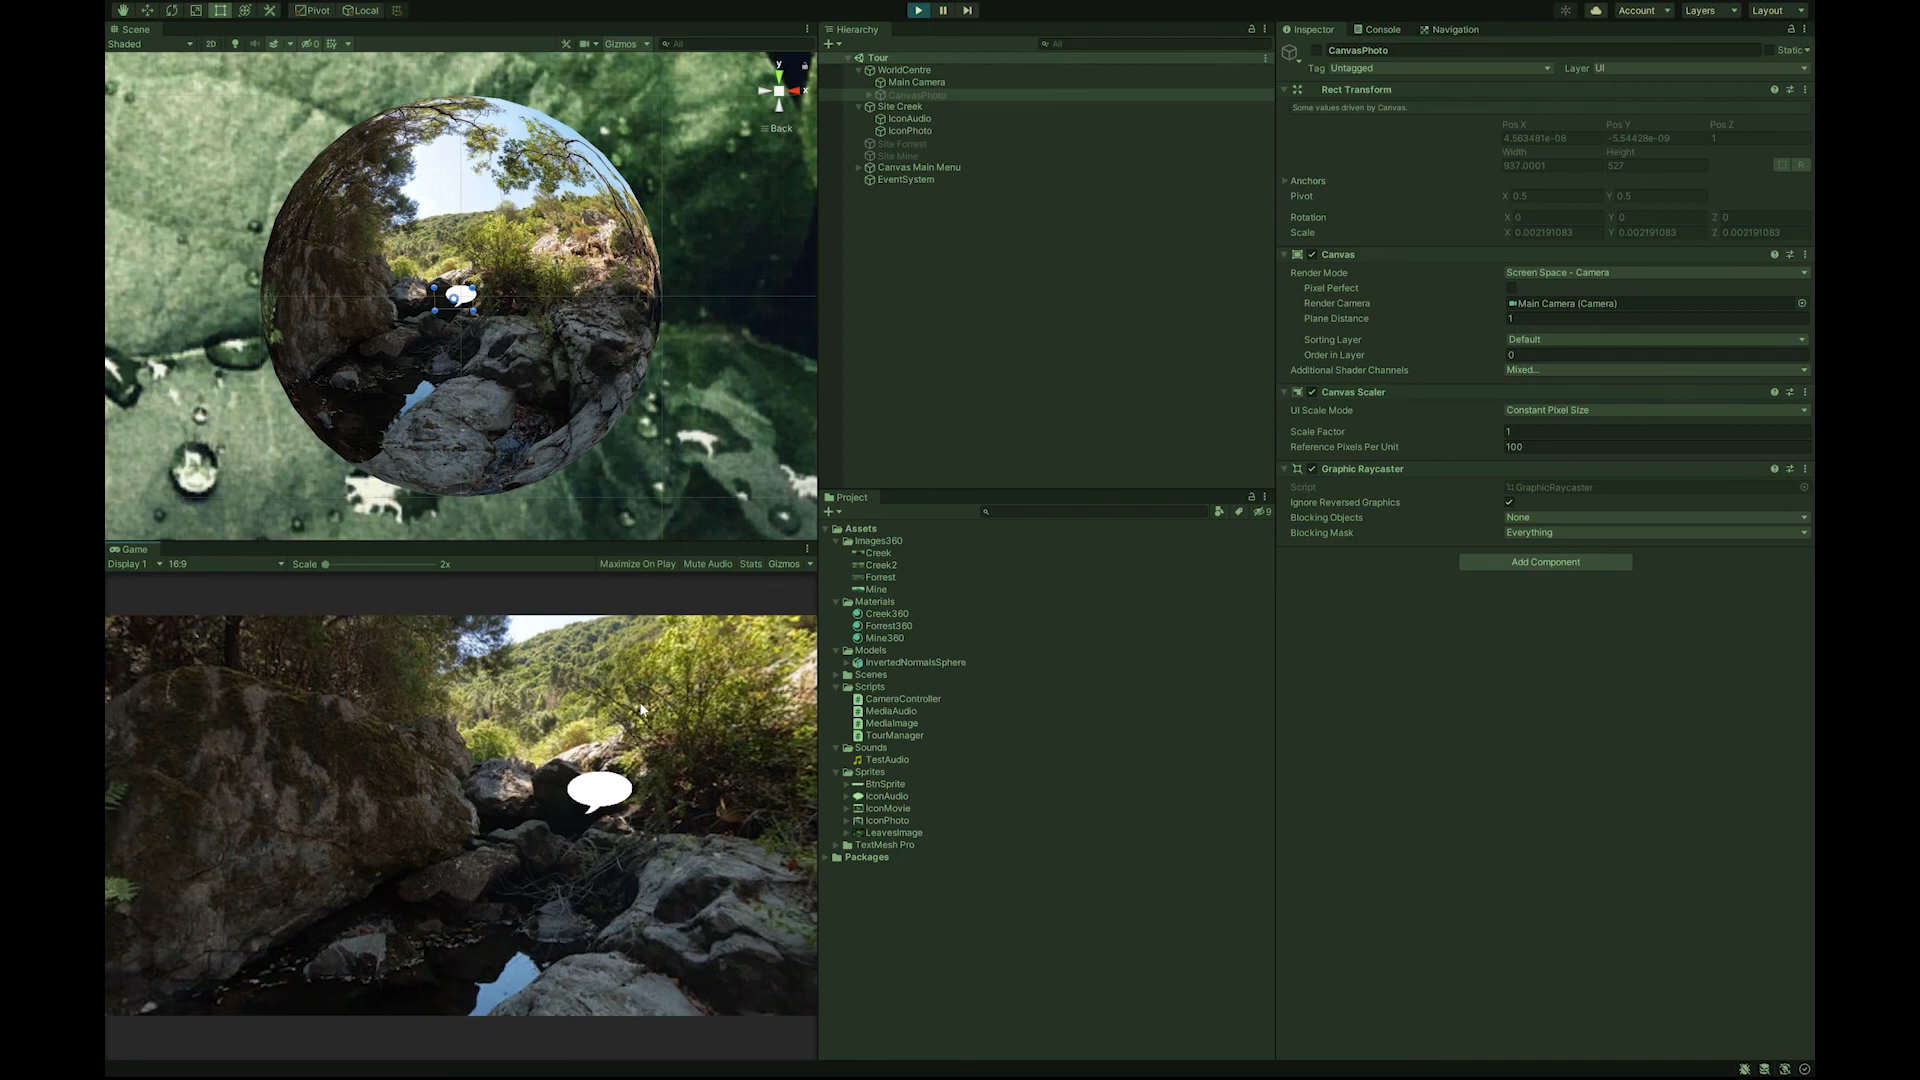 Pivot Local
Account Layers Layout
Scene
Shaded 2D 0 Gizmos All
y
x
Back
Hierarchy
All
Tour
WorldCentre
Main Camera
CanvasPhoto
Site Creek
IconAudio
IconPhoto
Site Forrest
Site Mine
Canvas Main Menu
EventSystem
Game
Display 1 16:9 Scale 2x Maximize On Play Mute Audio Stats Gizmos
Project
9
Assets
Images360
Creek
Creek2
Forrest
Mine
Materials
Creek360
Forrest360
Mine360
Models
InvertedNormalsSphere
Scenes
Scripts
CameraController
MediaAudio
MediaImage
TourManager
Sounds
TestAudio
Sprites
BtnSprite
IconAudio
IconMovie
IconPhoto
LeavesImage
TextMesh Pro
Packages
Inspector Console Navigation
CanvasPhoto Static
Tag Untagged Layer UI
Rect Transform
Some values driven by Canvas.
Pos X Pos Y Pos Z
4.563481e-08 -5.54428e-09 1
Width Height
937.0001 527
R
Anchors
Pivot X 0.5 Y 0.5
Rotation X 0 Y 0 Z 0
Scale X 0.002191083 Y 0.002191083 Z 0.002191083
Canvas
Render Mode Screen Space - Camera
Pixel Perfect
Render Camera Main Camera (Camera)
Plane Distance 1
Sorting Layer Default
Order in Layer 0
Additional Shader Channels Mixed...
Canvas Scaler
UI Scale Mode Constant Pixel Size
Scale Factor 1
Reference Pixels Per Unit 100
Graphic Raycaster
Script GraphicRaycaster
Ignore Reversed Graphics
Blocking Objects None
Blocking Mask Everything
Add Component